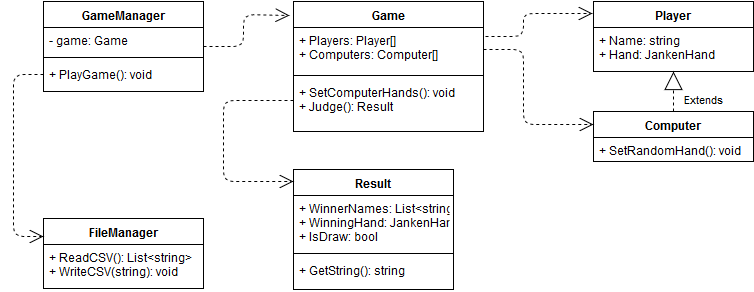 GameManager
- game: Game
+ PlayGame(): void
Game
+ Players: Player[]
+ Computers: Computer[]
+ SetComputerHands(): void
+ Judge(): Result
Player
+ Name: string
+ Hand: JankenHand
Extends
Computer
+ SetRandomHand(): void
Result
+ WinnerNames: List<string
+ WinningHand: JankenHan
+ IsDraw: bool
+ GetString(): string
FileManager
+ ReadCSV(): List<string>
+ WriteCSV(string): void